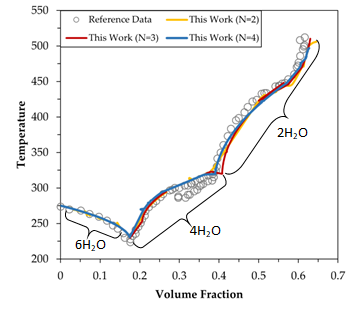 550
500
450
400
350
300
250
200
Temperature
Reference Data
This Work (N=2)
This Work (N=3)
This Work (N=4)
2H₂O
4H₂O
6H₂O
0
0.1
0.2
0.3
0.4
0.5
0.6
0.7
Volume Fraction